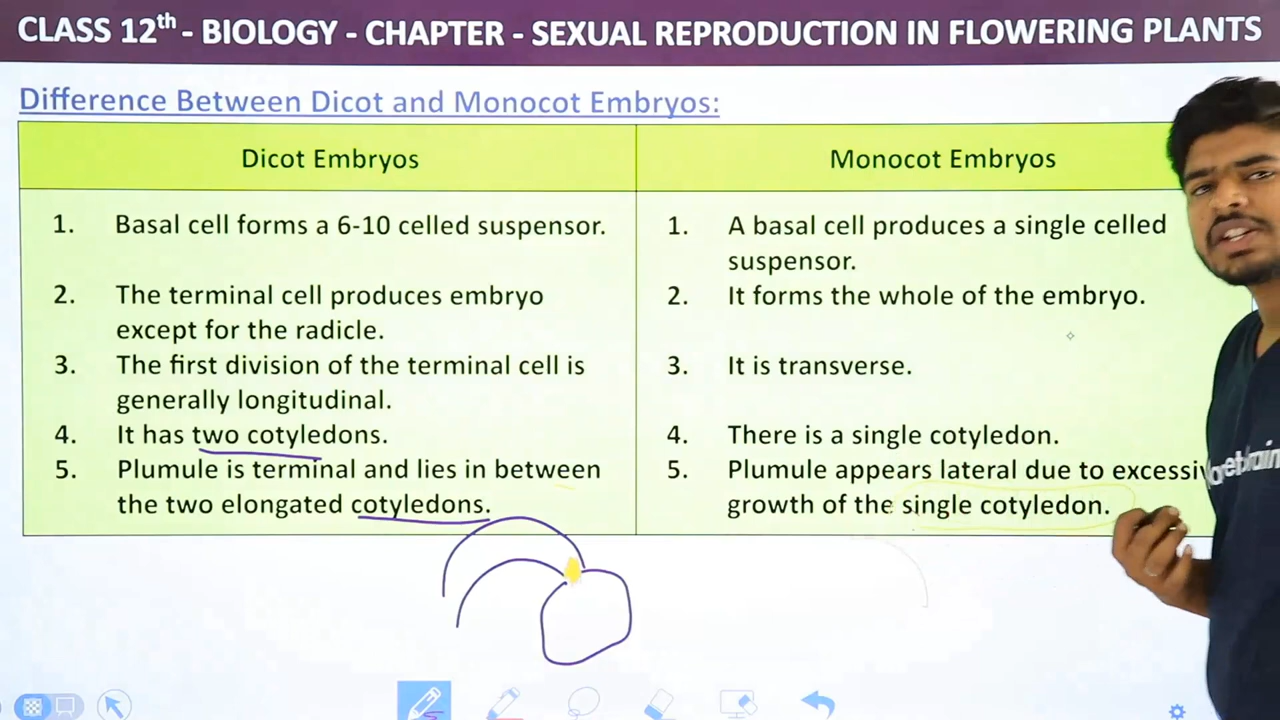 CLASS 12th - BIOLOGY - CHAPTER - SEXUAL REPRODUCTION IN FLOWERING PLANTS
Difference Between Dicot and Monocot Embryos:
Dicot Embryos
1. Basal cell forms a 6-10 celled suspensor.
2. The terminal cell produces embryo
except for the radicle.
3. The first division of the terminal cell is
generally longitudinal.
4. It has two cotyledons.
5. Plumule is terminal and lies in between
the two elongated cotyledons.
Monocot Embryos
1. A basal cell produces a single celled
suspensor.
2. It forms the whole of the embryo.
3. It is transverse.
4. There is a single cotyledon.
5. Plumule appears lateral due to
growth of the single cotyledon.